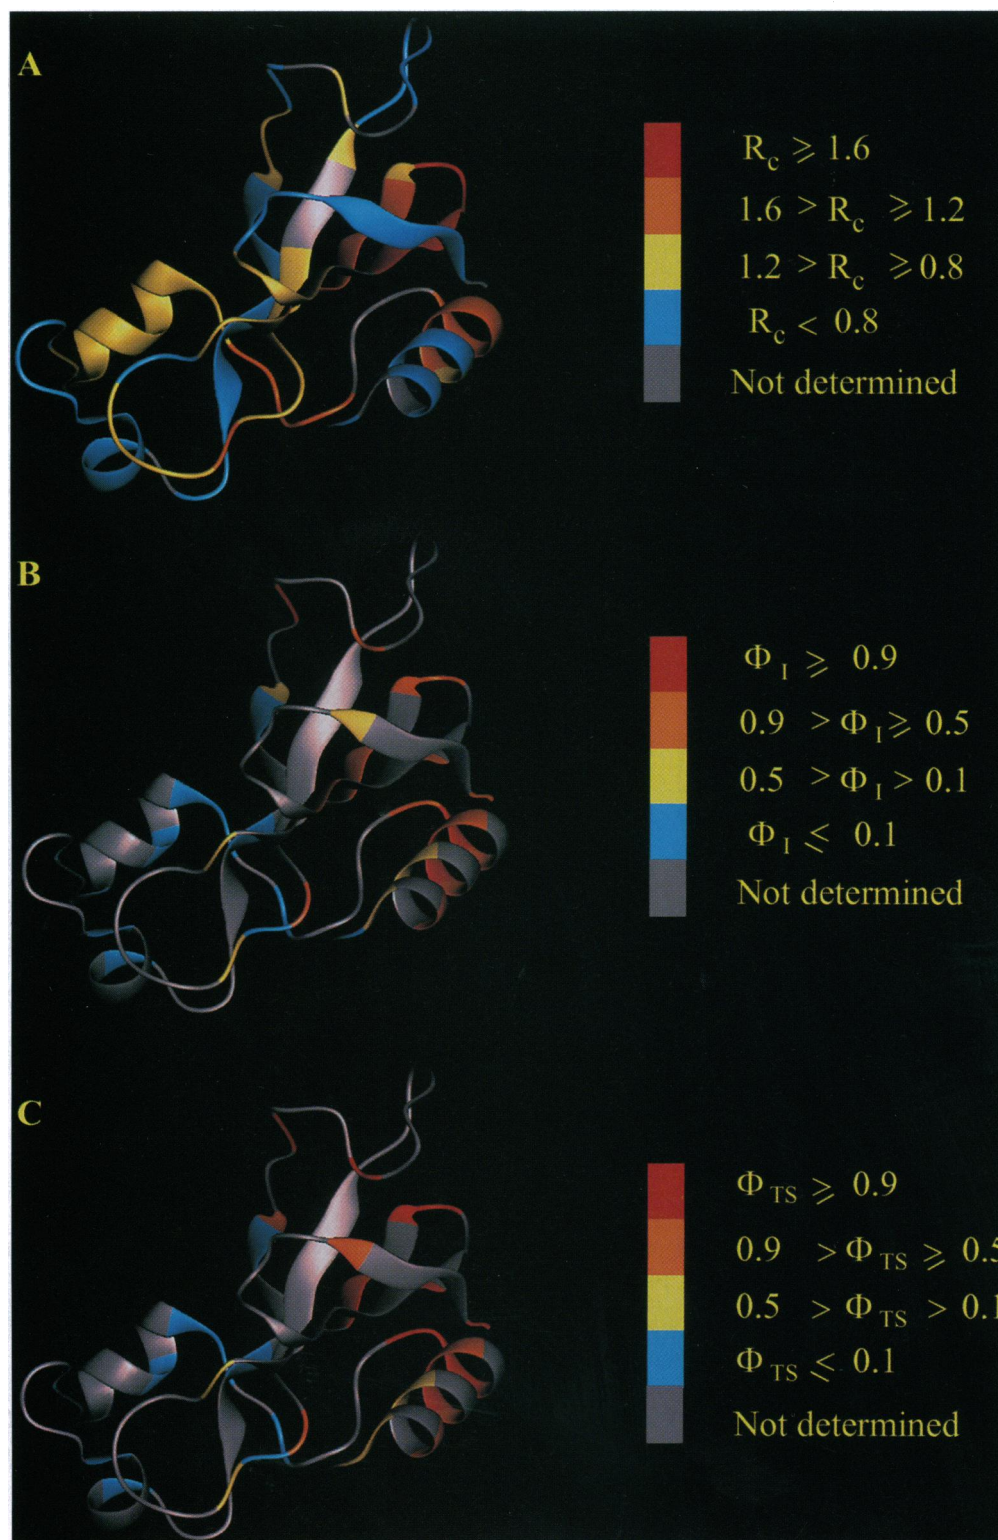 A
R_c ⩾ 1.6
1.6 > R_c ⩾ 1.2
1.2 > R_c ⩾ 0.8
R_c < 0.8
Not determined
B
Φ_I ⩾ 0.9
0.9 > Φ_I ⩾ 0.5
0.5 > Φ_I > 0.1
Φ_I ⩽ 0.1
Not determined
C
Φ_TS ⩾ 0.9
0.9 > Φ_TS ⩾ 0.5
0.5 > Φ_TS > 0.1
Φ_TS ⩽ 0.1
Not determined